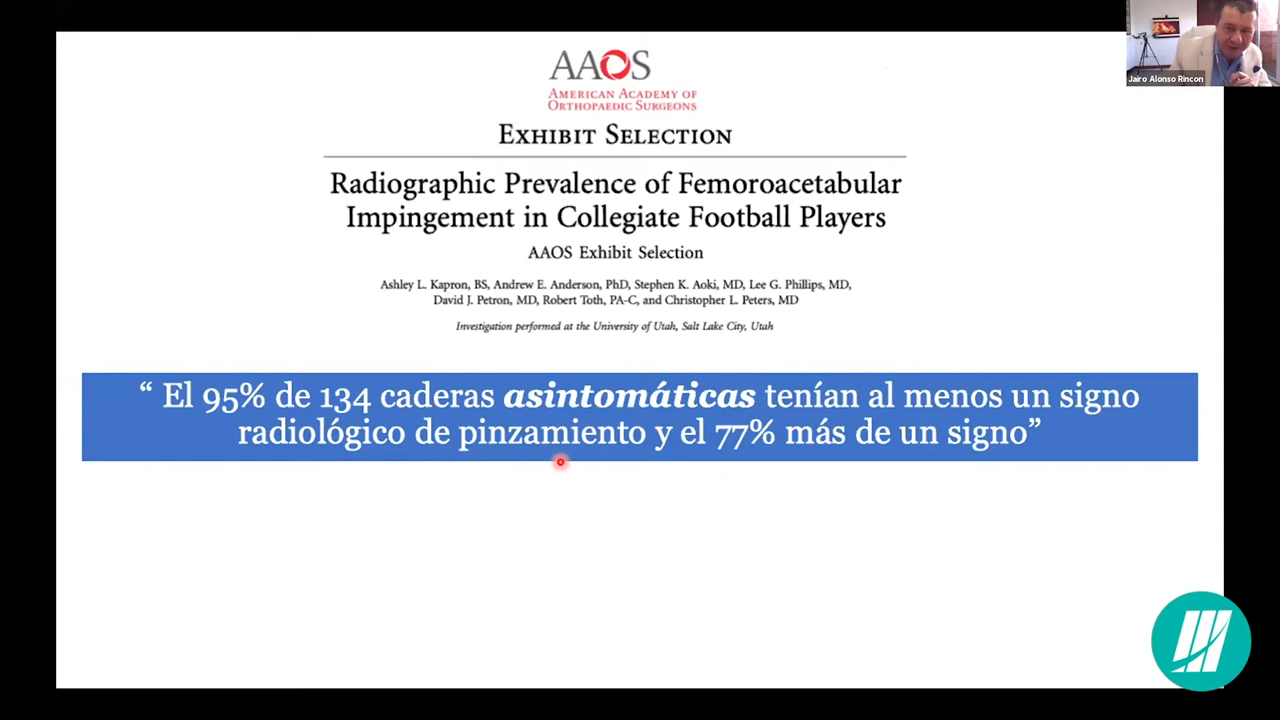 Jairo Alonso Rincon
AAOS
AMERICAN ACADEMY OF
ORTHOPAEDIC SURGEONS
EXHIBIT SELECTION
Radiographic Prevalence of Femoroacetabular
Impingement in Collegiate Football Players
AAOS Exhibit Selection
Ashley L. Kapron, BS, Andrew E. Anderson, PhD, Stephen K. Aoki, MD, Lee G. Phillips, MD,
David J. Petron, MD, Robert Toth, PA-C, and Christopher L. Peters, MD
Investigation performed at the University of Utah, Salt Lake City, Utah
“ El 95% de 134 caderas asintomáticas tenían al menos un signo
radiológico de pinzamiento y el 77% más de un signo”